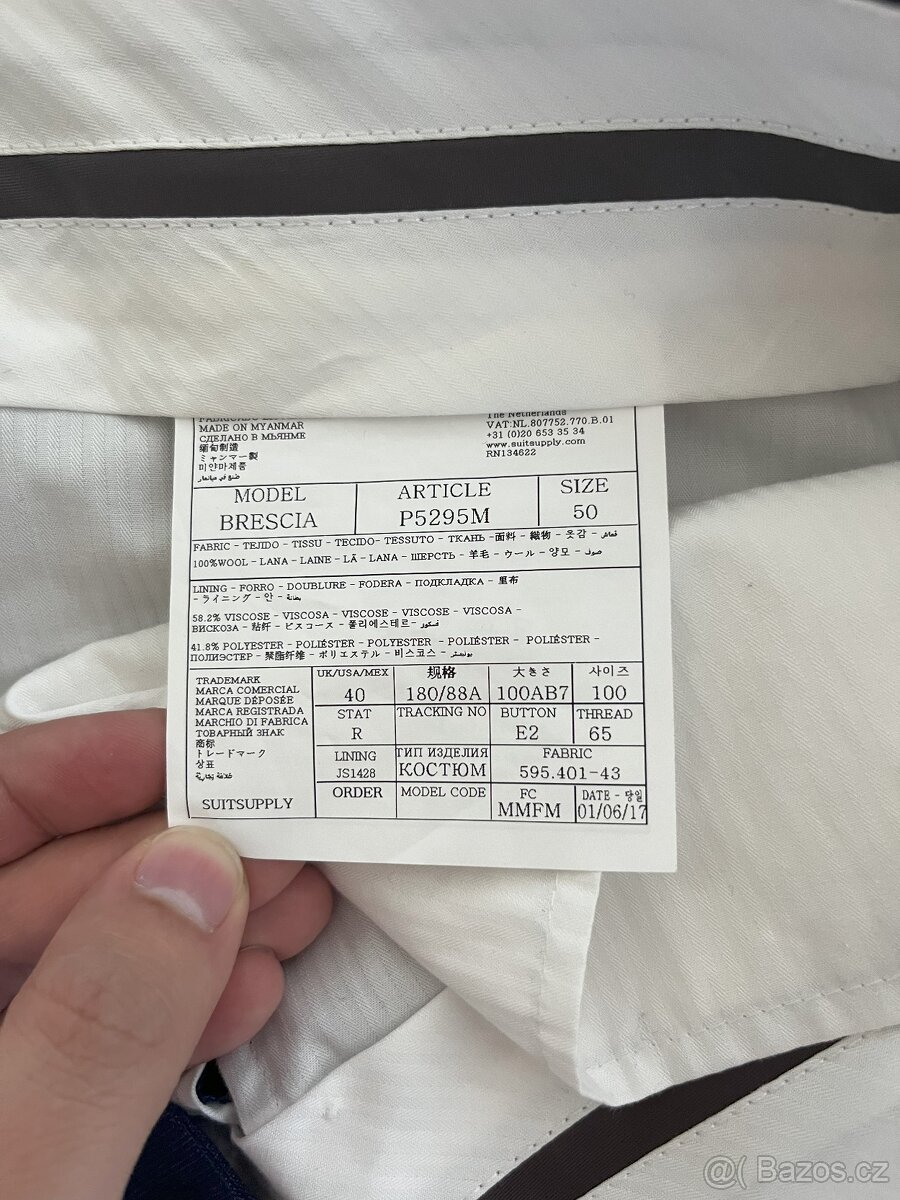 MADE ON MYANMAR
СДЕЛАНО В МЬЯНМЕ
緬甸制造
ミャンマー製
미얀마제품
صنع في ميانمار
The Netherlands
VAT:NL.807752.770.B.01
+31 (0)20 653 35 34
www.suitsupply.com
RN134622
MODEL
BRESCIA
ARTICLE
P5295M
SIZE
50
FABRIC - TEJIDO - TISSU - TECIDO- TESSUTO - ТКАНЬ -面料 - 織物 - 옷감 - قماش
100%WOOL - LANA - LAINE - LÃ - LANA - ШЕРСТЬ - 羊毛 - ウール - 양모 - صوف
LINING - FORRO - DOUBLURE - FODERA - ПОДКЛАДКА - 里布
- ライニング - 안 - بطانة
58.2% VISCOSE - VISCOSA - VISCOSE - VISCOSE - VISCOSA -
ВИСКОЗА - 粘纤 - ビスコース - 폴리에스테르- فسكوز
41.8% POLYESTER - POLIÉSTER - POLYESTER - POLIÉSTER - POLIÉSTER -
ПОЛИЭСТЕР - 聚酯纤维 - ポリエステル - 비스코스 - بوليستر
TRADEMARK
MARCA COMERCIAL
MARQUE DÉPOSÉE
MARCA REGISTRADA
MARCHIO DI FABRICA
ТОВАРНЫЙ ЗНАК
商标
トレードマーク
상표
علامة تجارية
SUITSUPPLY
UK/USA/MEX
40
规格
180/88A
大きさ
100AB7
사이즈
100
STAT
R
TRACKING NO
BUTTON
E2
THREAD
65
LINING
JS1428
ТИП ИЗДЕЛИЯ
КОСТЮМ
FABRIC
595.401-43
ORDER
MODEL CODE
FC
MMFM
DATE - 당일
01/06/17
@( Bazos.cz